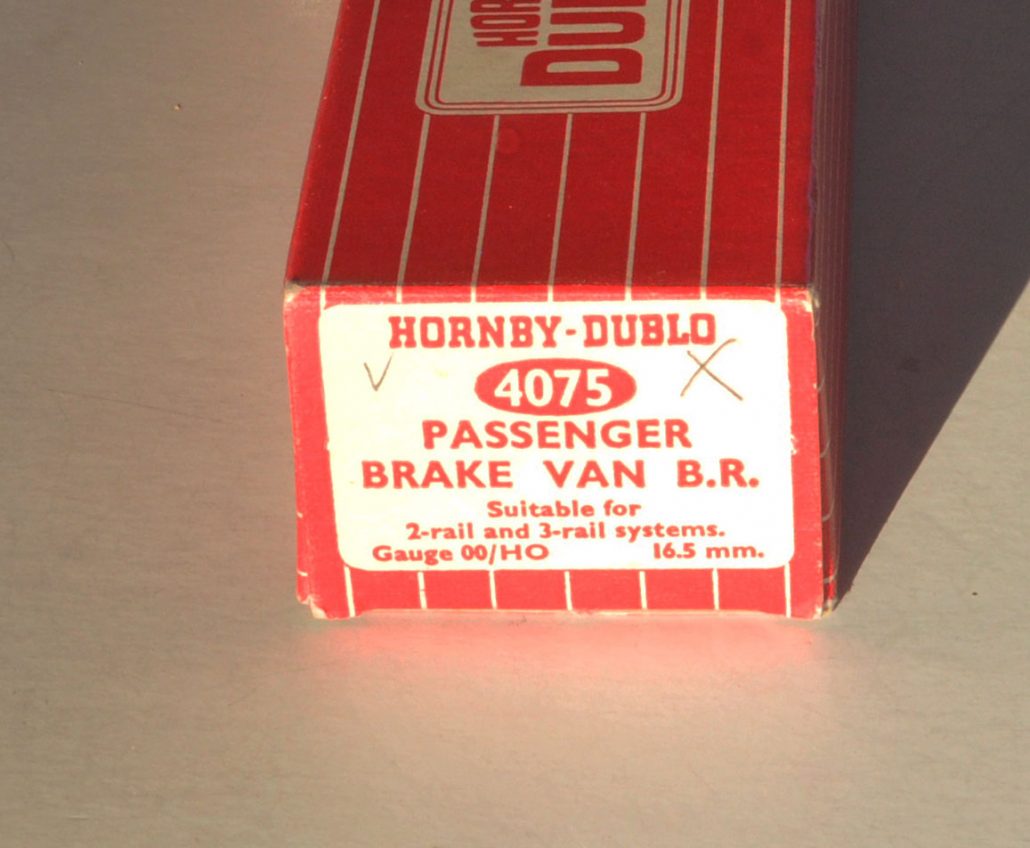 HORNBY-DUBLO
4075
PASSENGER
BRAKE VAN B.R.
Suitable for
2-rail and 3-rail systems.
Gauge 00/HO 16.5 mm.